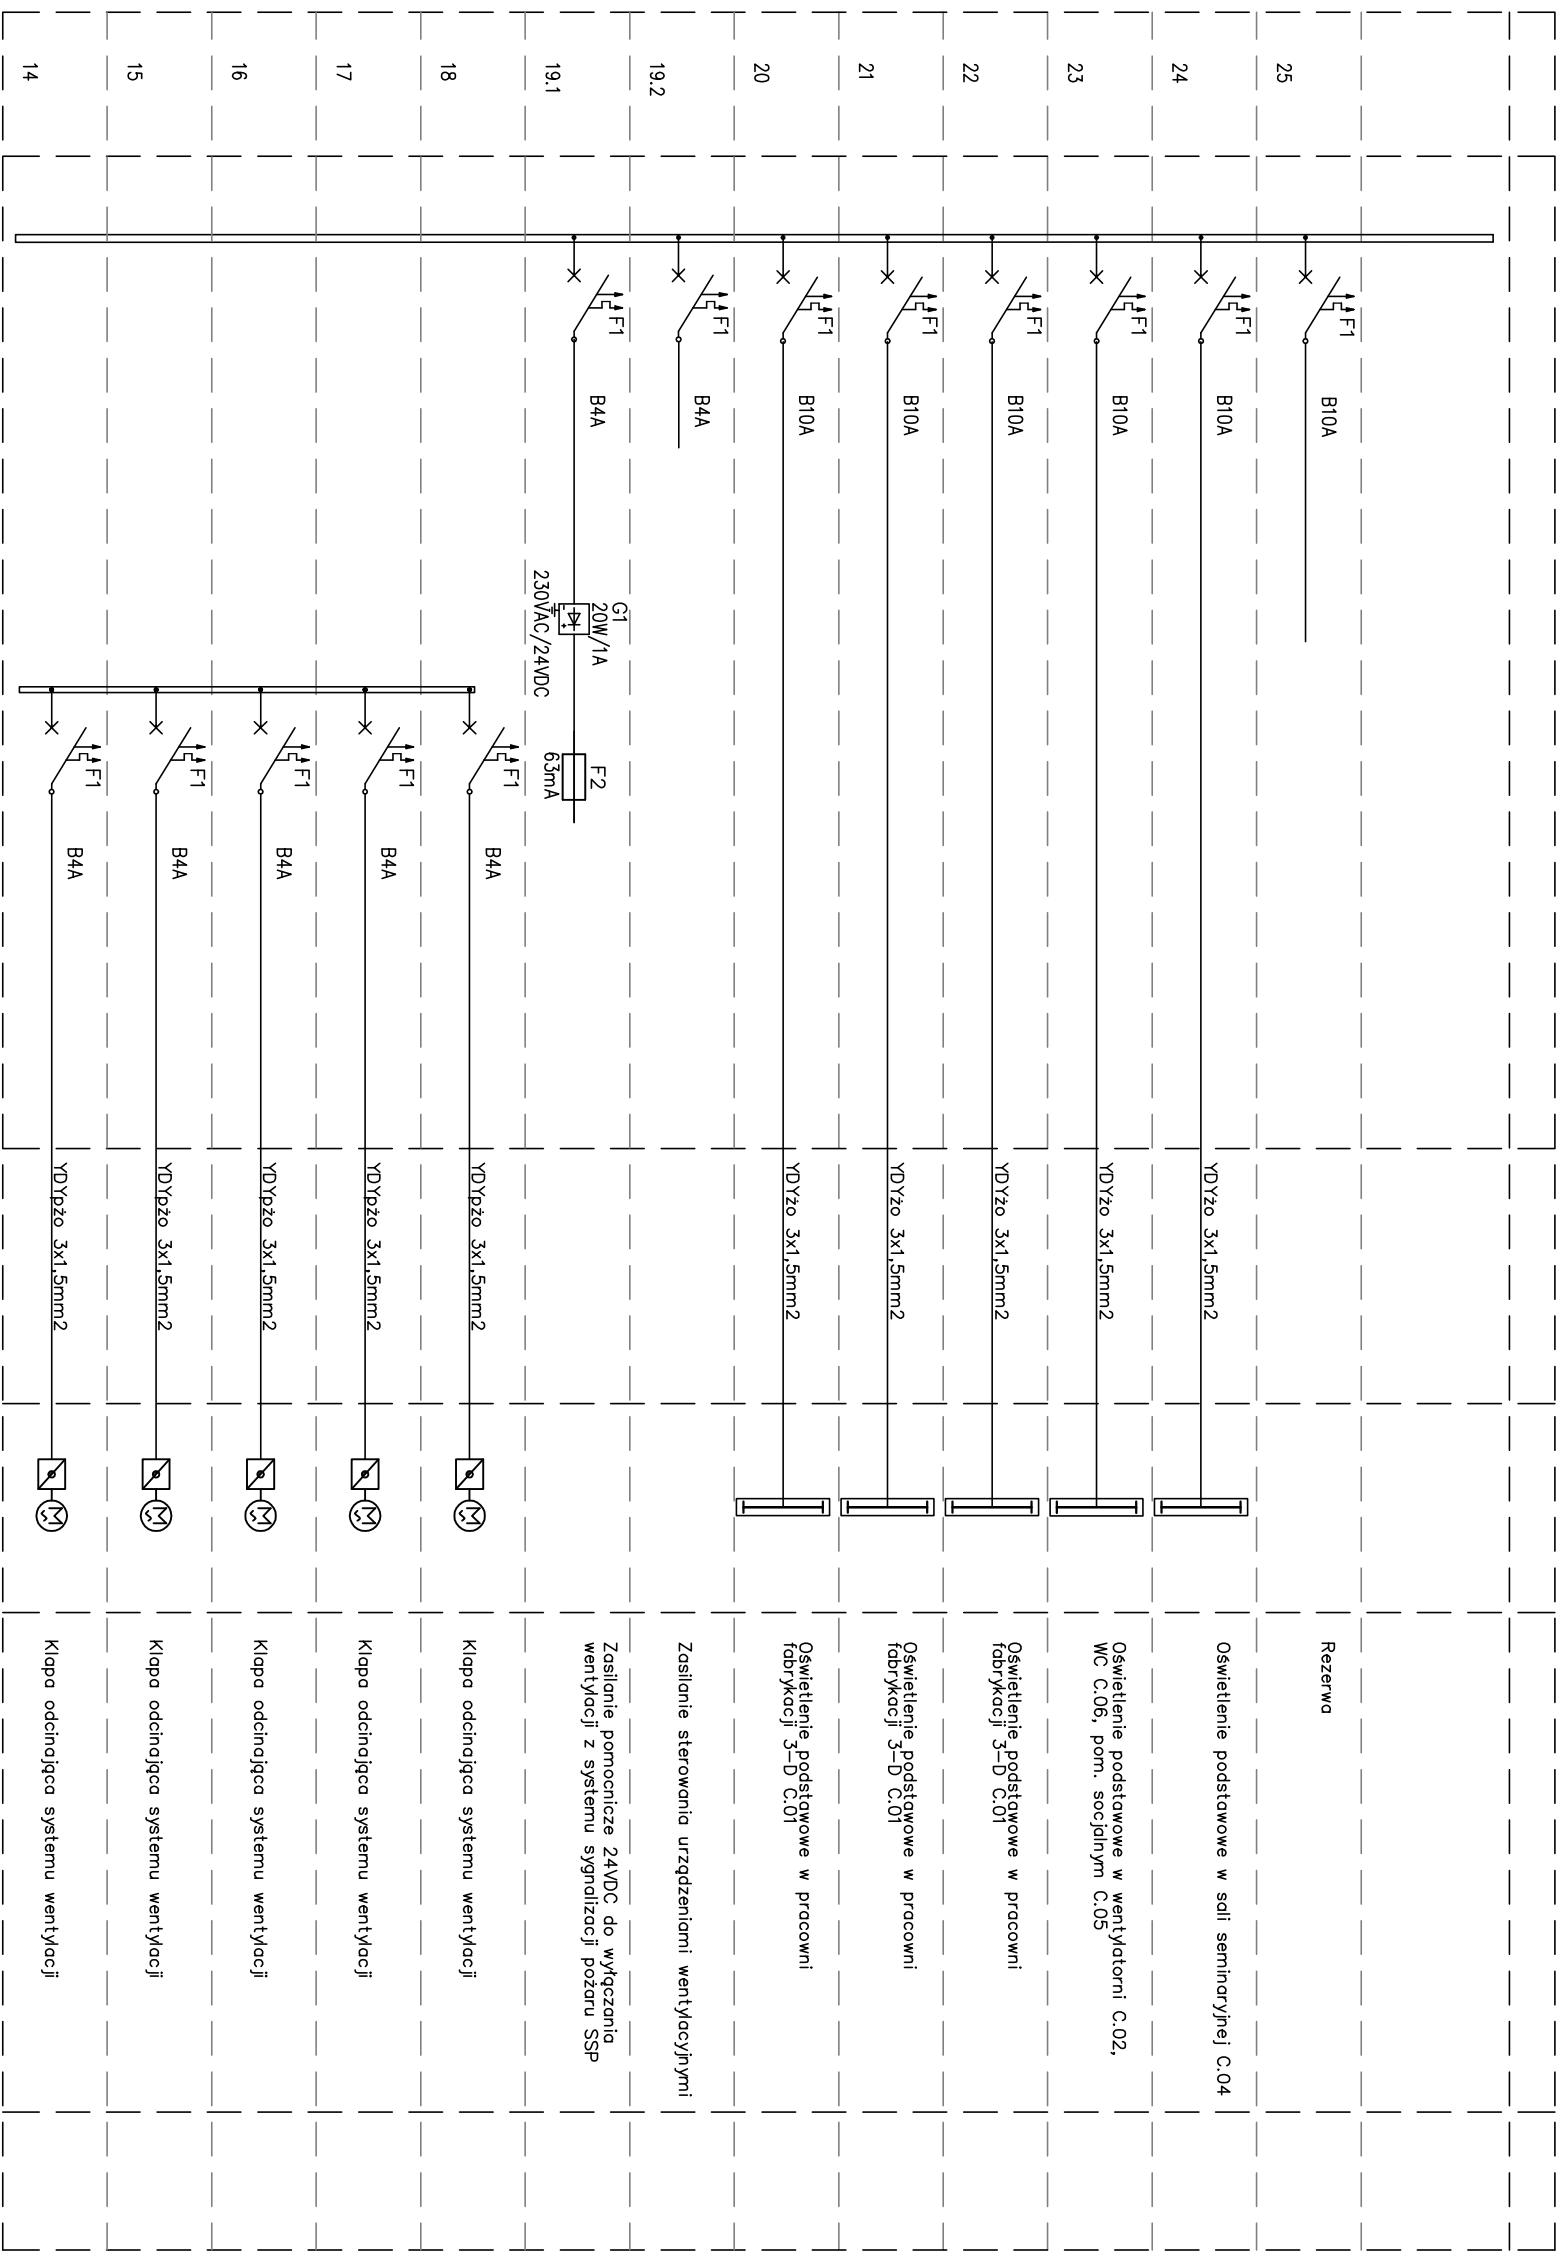 14
15
16
17
18
19.1
19.2
20
21
22
23
24
25
F1
F1
F1
F1
F1
F1
F1
F1
B4A
B4A
B10A
B10A
B10A
B10A
B10A
B10A
G1
20W/1A
230VAC/24VDC
F2
63mA
F1
F1
F1
F1
F1
B4A
B4A
B4A
B4A
B4A
YDYpżo 3x1,5mm2
YDYpżo 3x1,5mm2
YDYpżo 3x1,5mm2
YDYpżo 3x1,5mm2
YDYpżo 3x1,5mm2
YDYżo 3x1,5mm2
YDYżo 3x1,5mm2
YDYżo 3x1,5mm2
YDYżo 3x1,5mm2
YDYżo 3x1,5mm2
M
M
M
M
M
Klapa odcinająca systemu wentylacji
Klapa odcinająca systemu wentylacji
Klapa odcinająca systemu wentylacji
Klapa odcinająca systemu wentylacji
Klapa odcinająca systemu wentylacji
Zasilanie pomocnicze 24VDC do wyłączania
wentylacji z systemu sygnalizacji pożaru SSP
Zasilanie sterowania urządzeniami wentylacyjnymi
Oświetlenie podstawowe w pracowni
fabrykacji 3-D C.01
Oświetlenie podstawowe w pracowni
fabrykacji 3-D C.01
Oświetlenie podstawowe w pracowni
fabrykacji 3-D C.01
Oświetlenie podstawowe w wentylatorni C.02,
WC C.06, pom. socjalnym C.05
Oświetlenie podstawowe w sali seminaryjnej C.04
Rezerwa